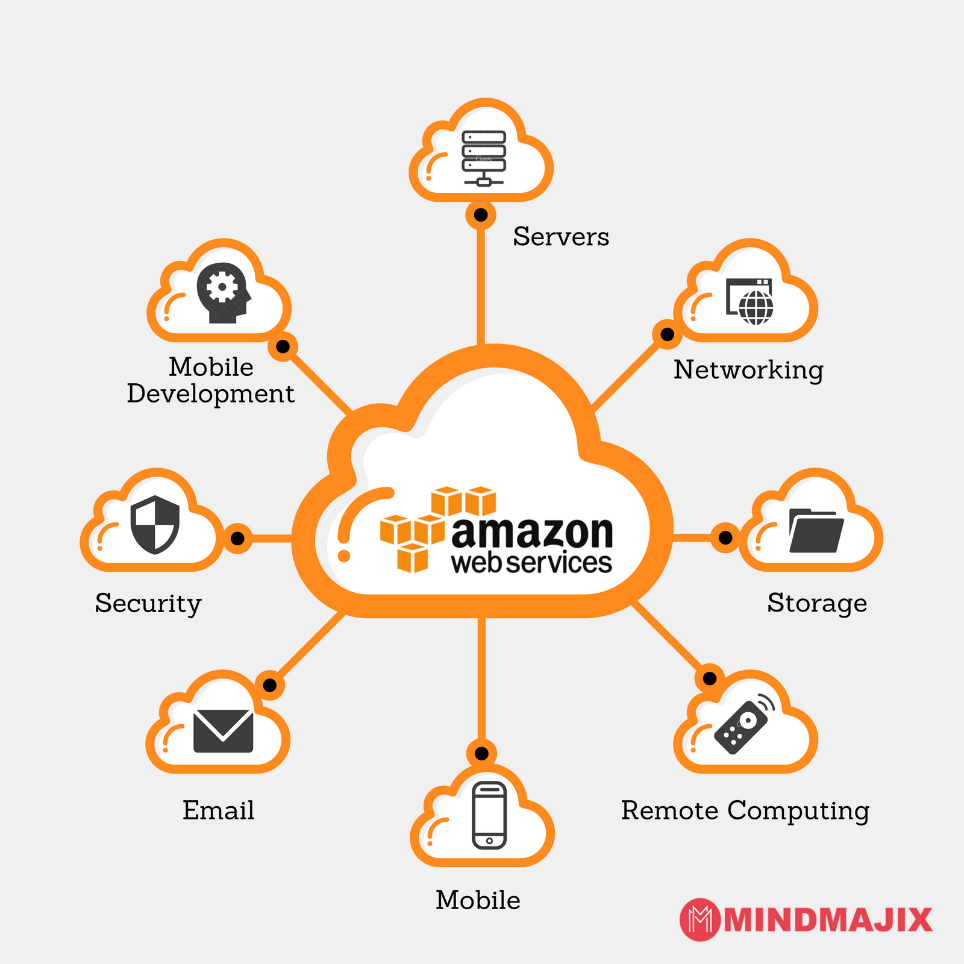 Servers
Mobile
Development
Networking
amazon
web services
Security
Storage
Email
Remote Computing
Mobile
MINDMAJIX